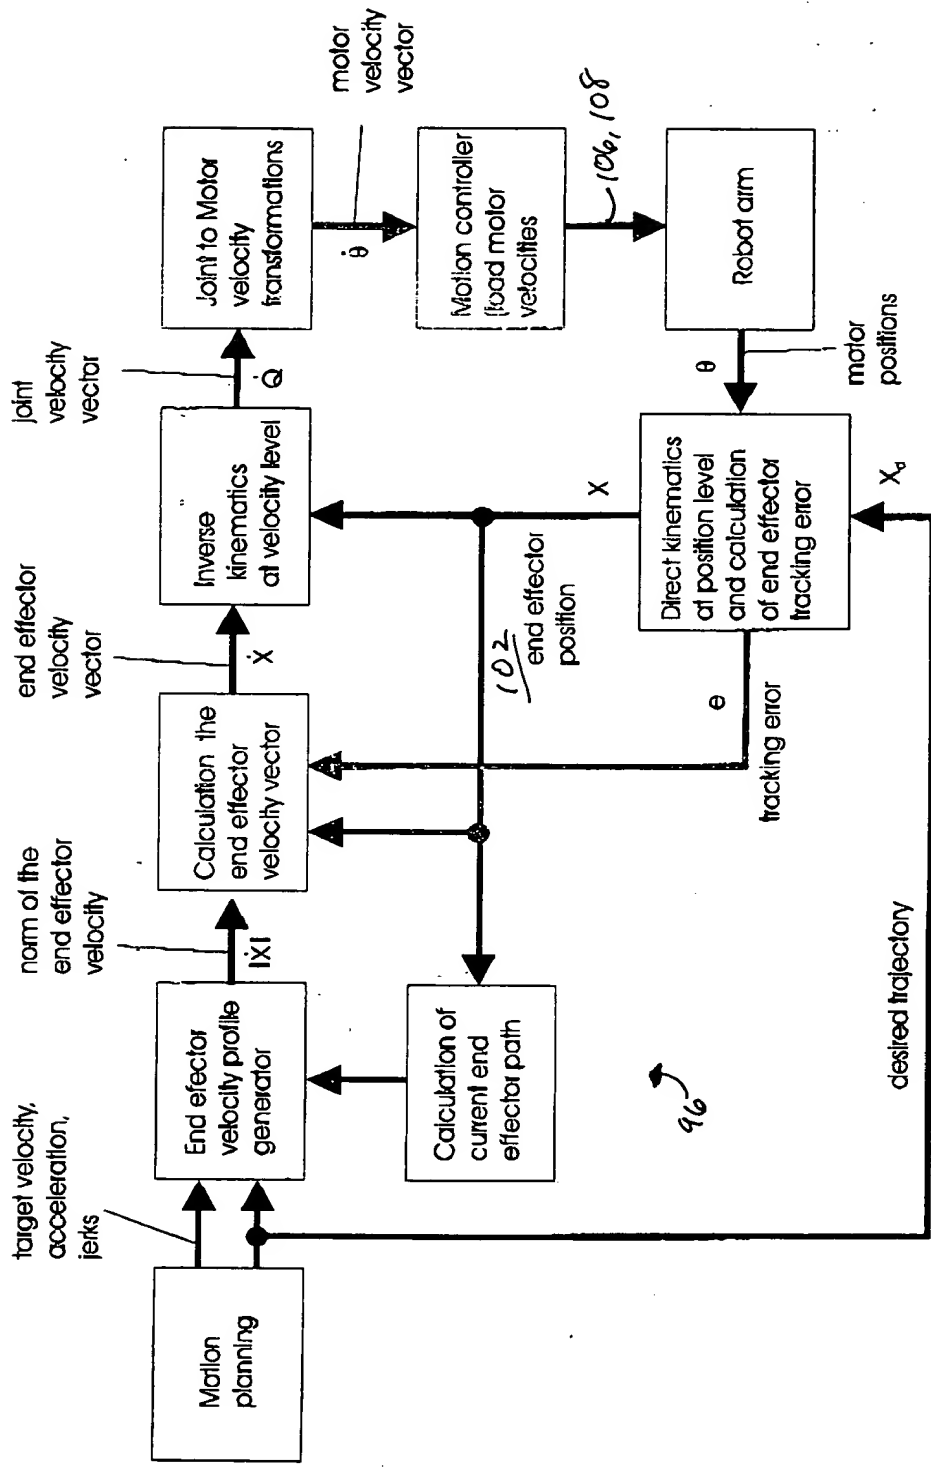 target velocity,
acceleration,
jerks
norm of the
end effector
velocity
end effector
velocity
vector
joint
velocity
vector
Motion
planning
End efector
velocity profile
generator
|Ẋ|
Calculation the
end effector
velocity vector
Ẋ
Inverse
kinematics
at velocity level
Q̇
Joint to Motor
velocity
transformations
θ̇
motor
velocity
vector
Calculation of
current end
effector path
102
end effector
position
X
Motion controller
(load motor
velocities
106, 108
96
e
tracking error
Direct kinematics
at position level
and calculation
of end effector
tracking error
θ
motor
positions
Robot arm
desired trajectory
Xd